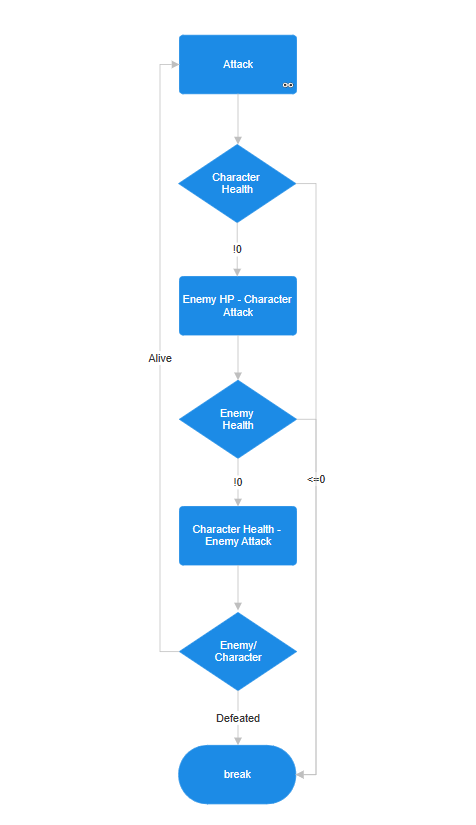 Attack
Character
Health
!0
Enemy HP - Character
Attack
Alive
Enemy
Health
!0
<=0
Character Health -
Enemy Attack
Enemy/
Character
Defeated
break